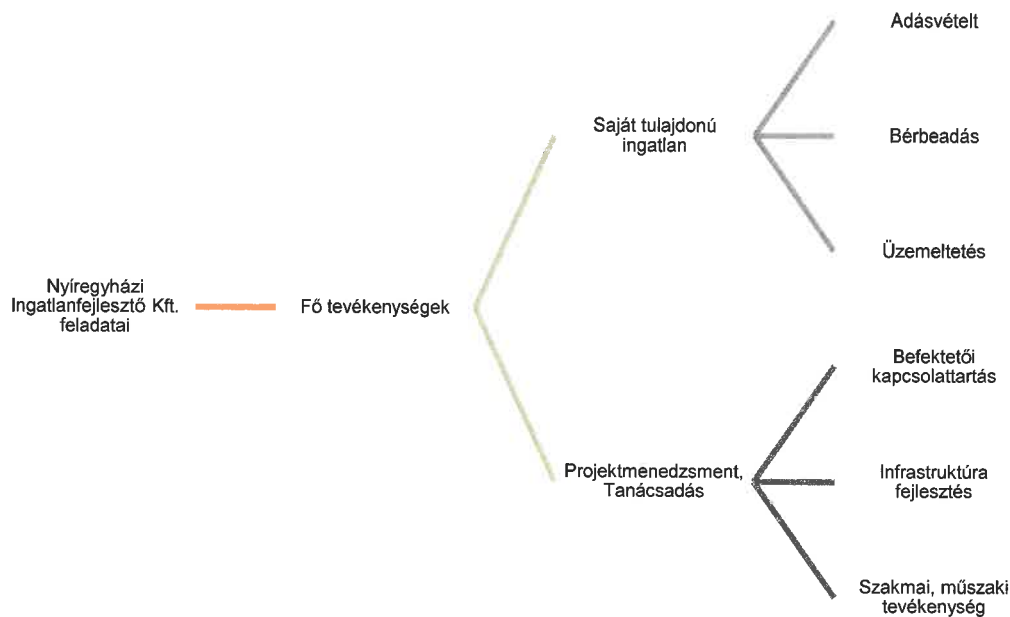 Nyíregyházi
Ingatlanfejlesztő Kft.
feladatai
Fő tevékenységek
Saját tulajdonú
ingatlan
Adásvételt
Bérbeadás
Üzemeltetés
Projektmenedzsment,
Tanácsadás
Befektetői
kapcsolattartás
Infrastruktúra
fejlesztés
Szakmai, műszaki
tevékenység